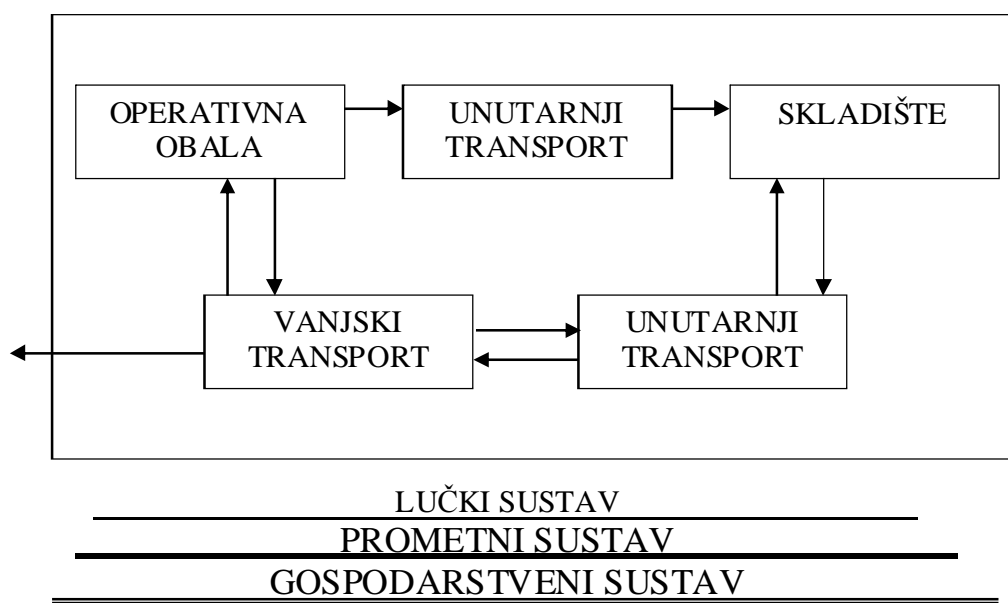 OPERATIVNA
OBALA
UNUTARNJI
TRANSPORT
SKLADIŠTE
VANJSKI
TRANSPORT
UNUTARNJI
TRANSPORT
LUČKI SUSTAV
PROMETNI SUSTAV
GOSPODARSTVENI SUSTAV